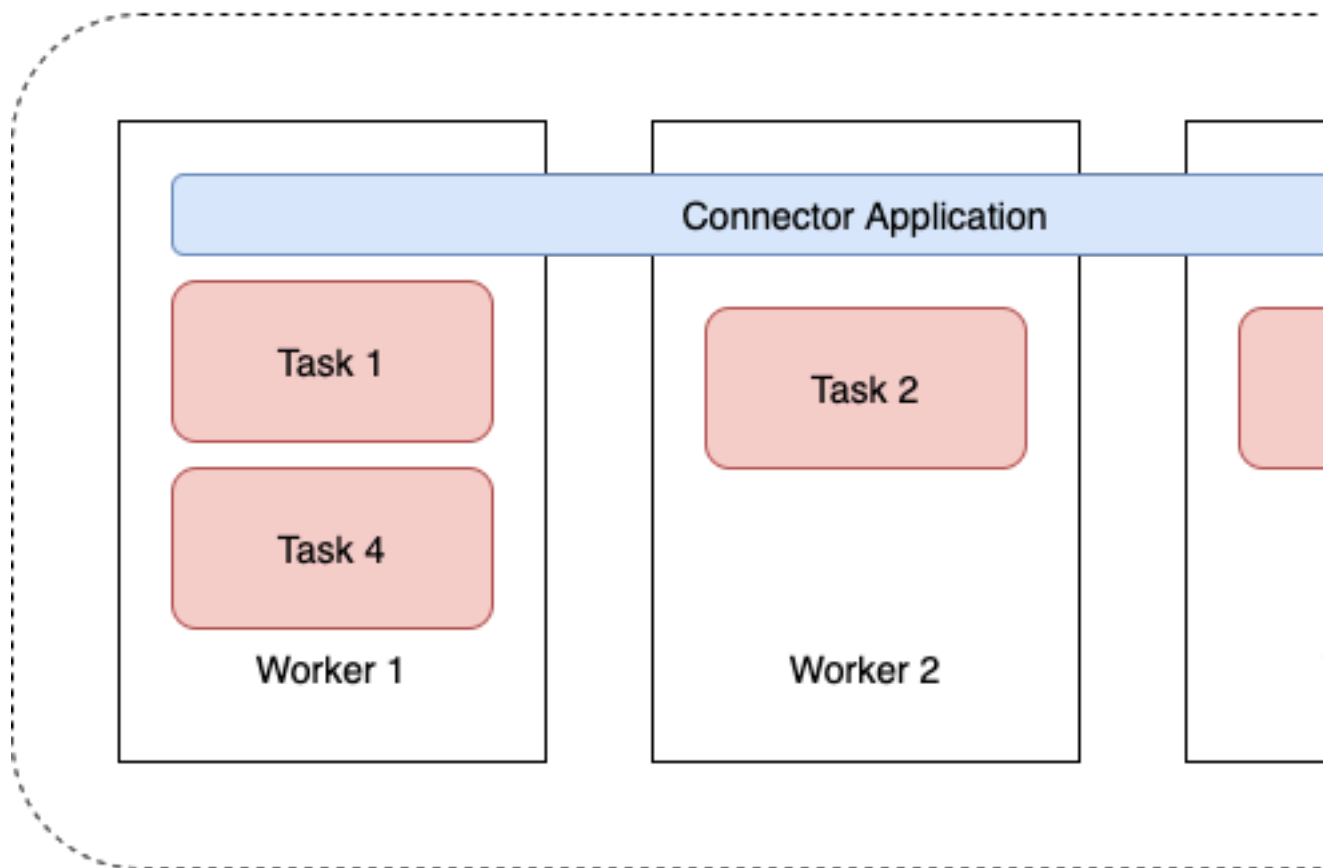 Connector Application
Task 1
Task 2
Task 4
Worker 1
Worker 2